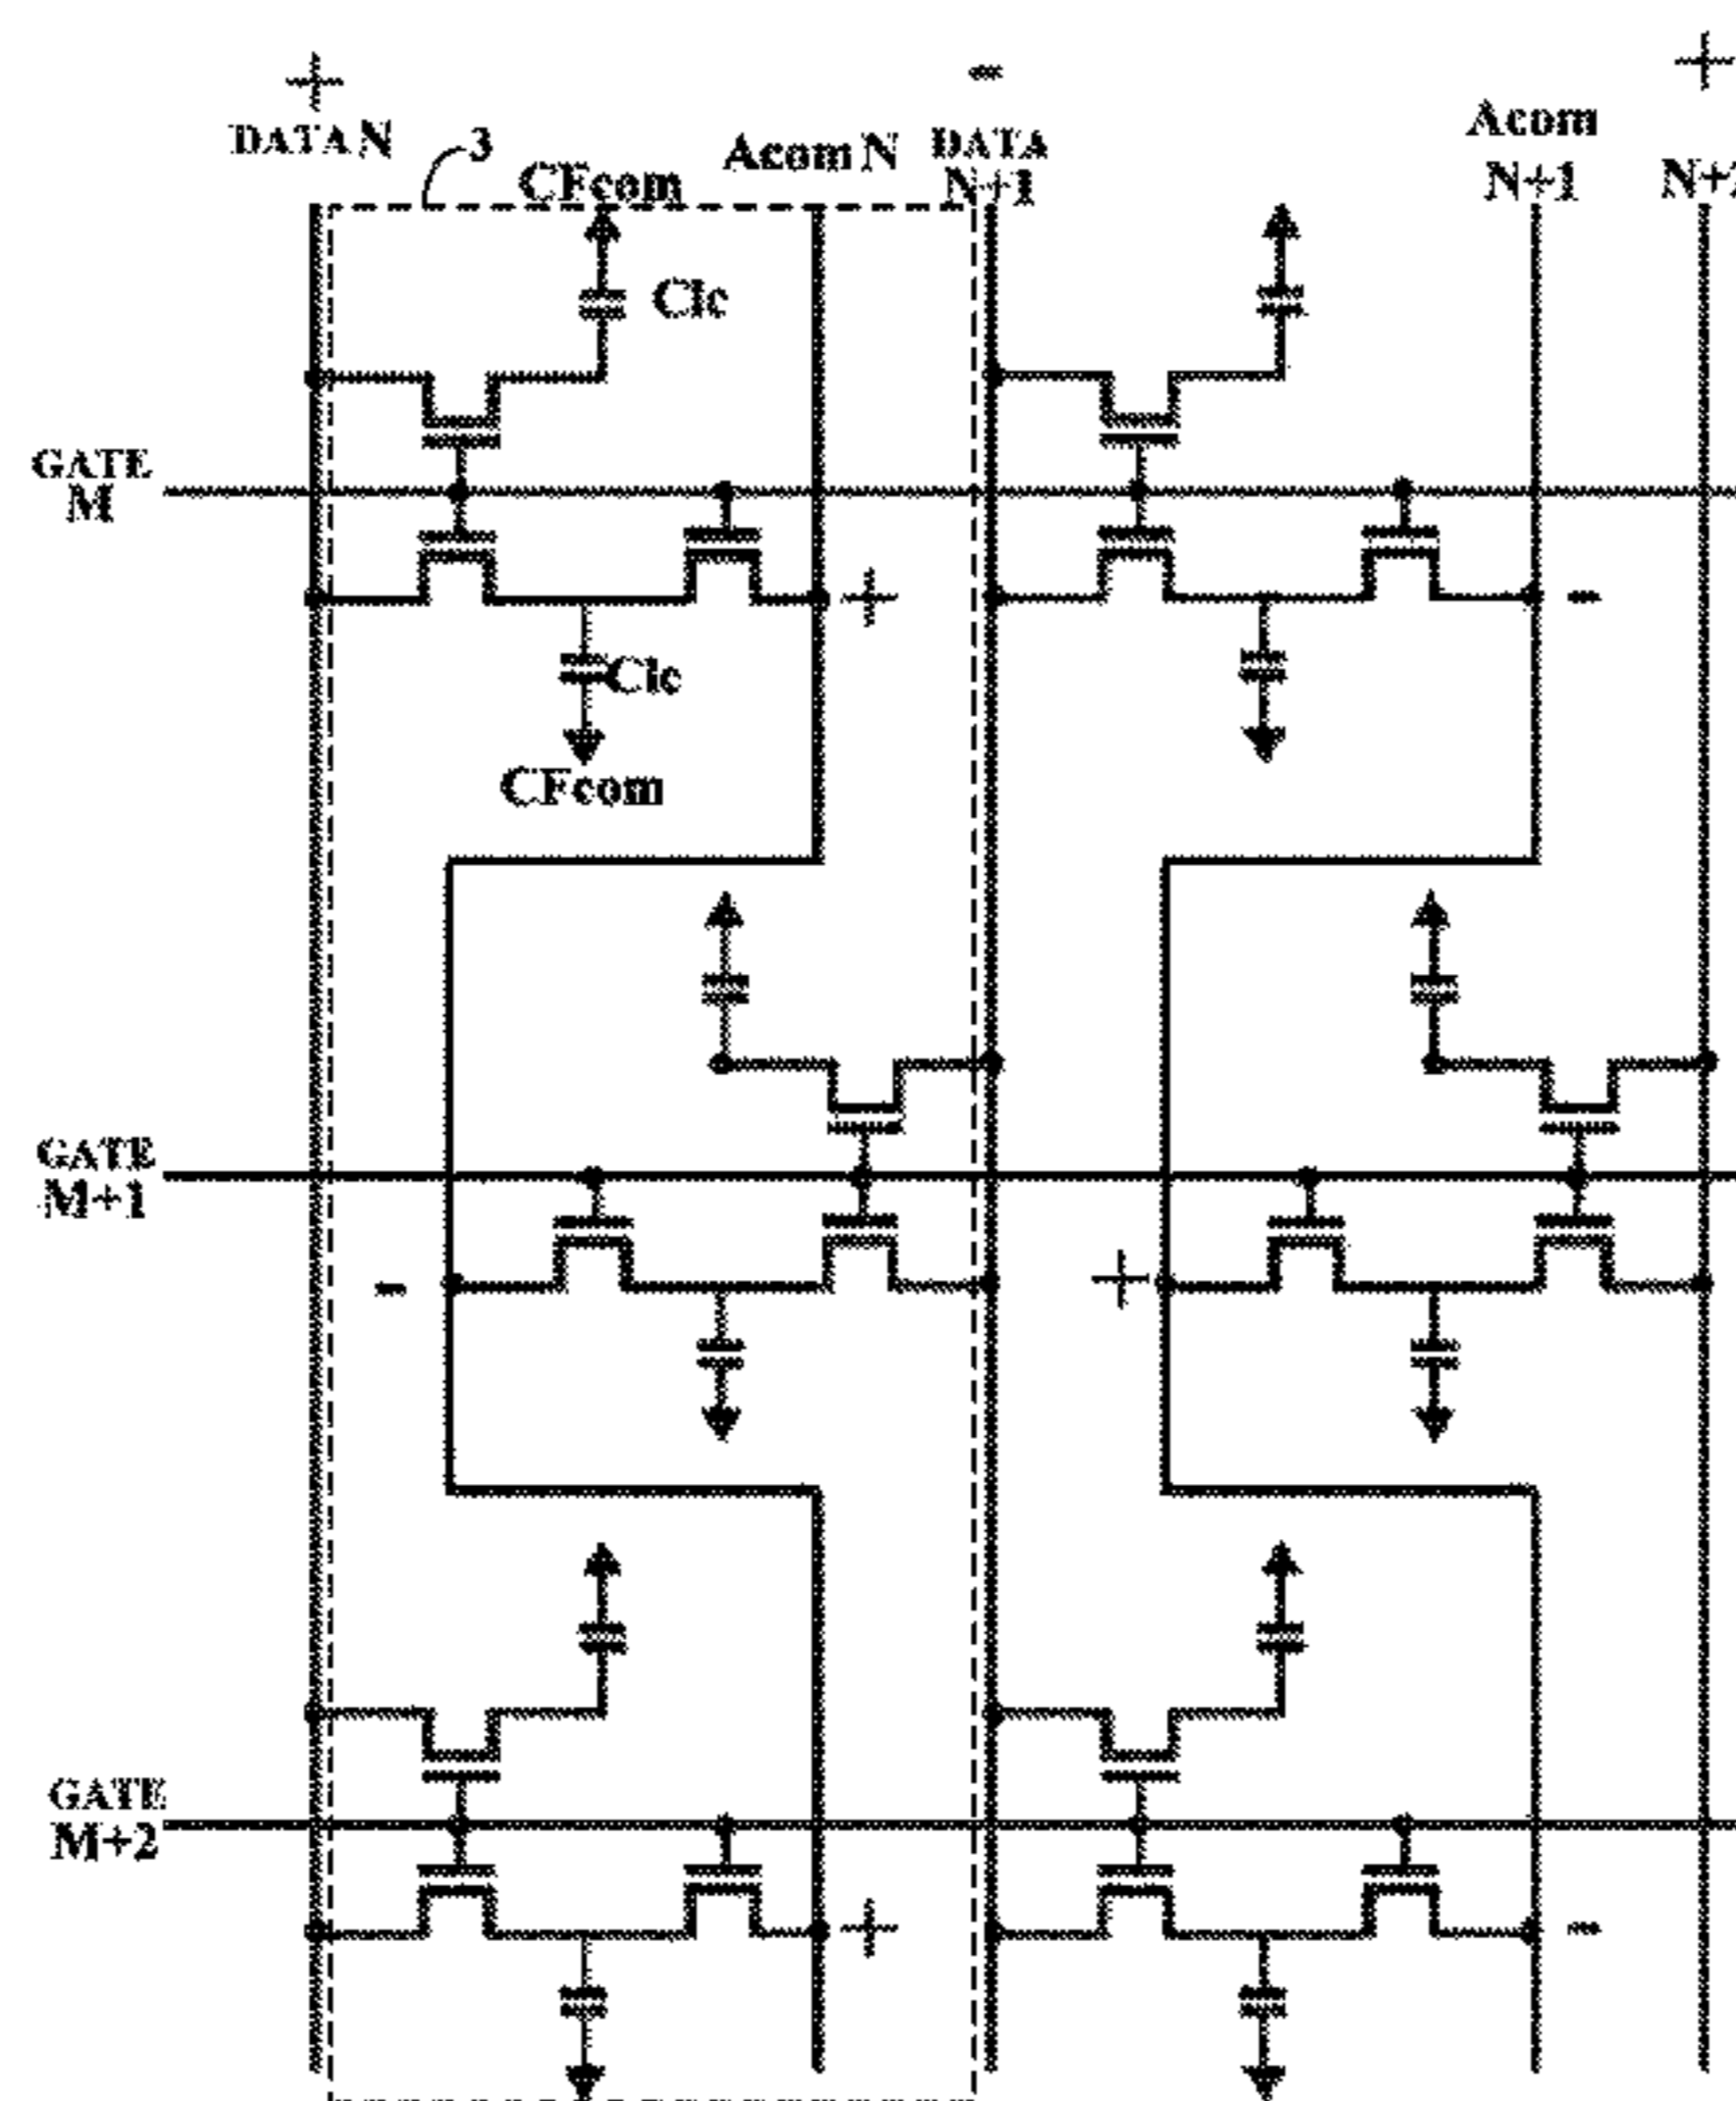 + - +
DATA N 3 CFcom Acom N DATA N+1 Acom N+1
Clc
GATE M
+ -
Clc
CFcom
GATE M+1
- +
GATE M+2
+ -